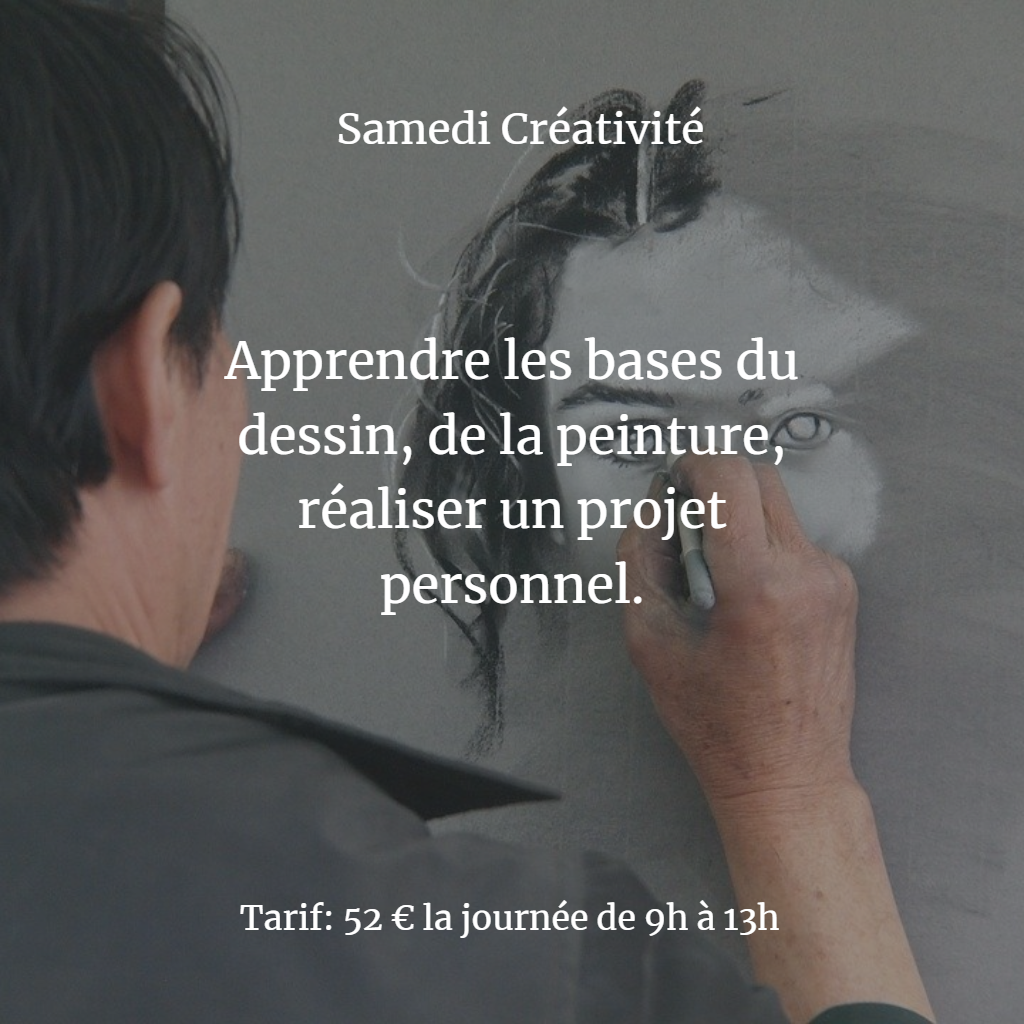 Samedi Créativité
Apprendre les bases du
dessin, de la peinture,
réaliser un projet
personnel.
Tarif: 52 € la journée de 9h à 13h